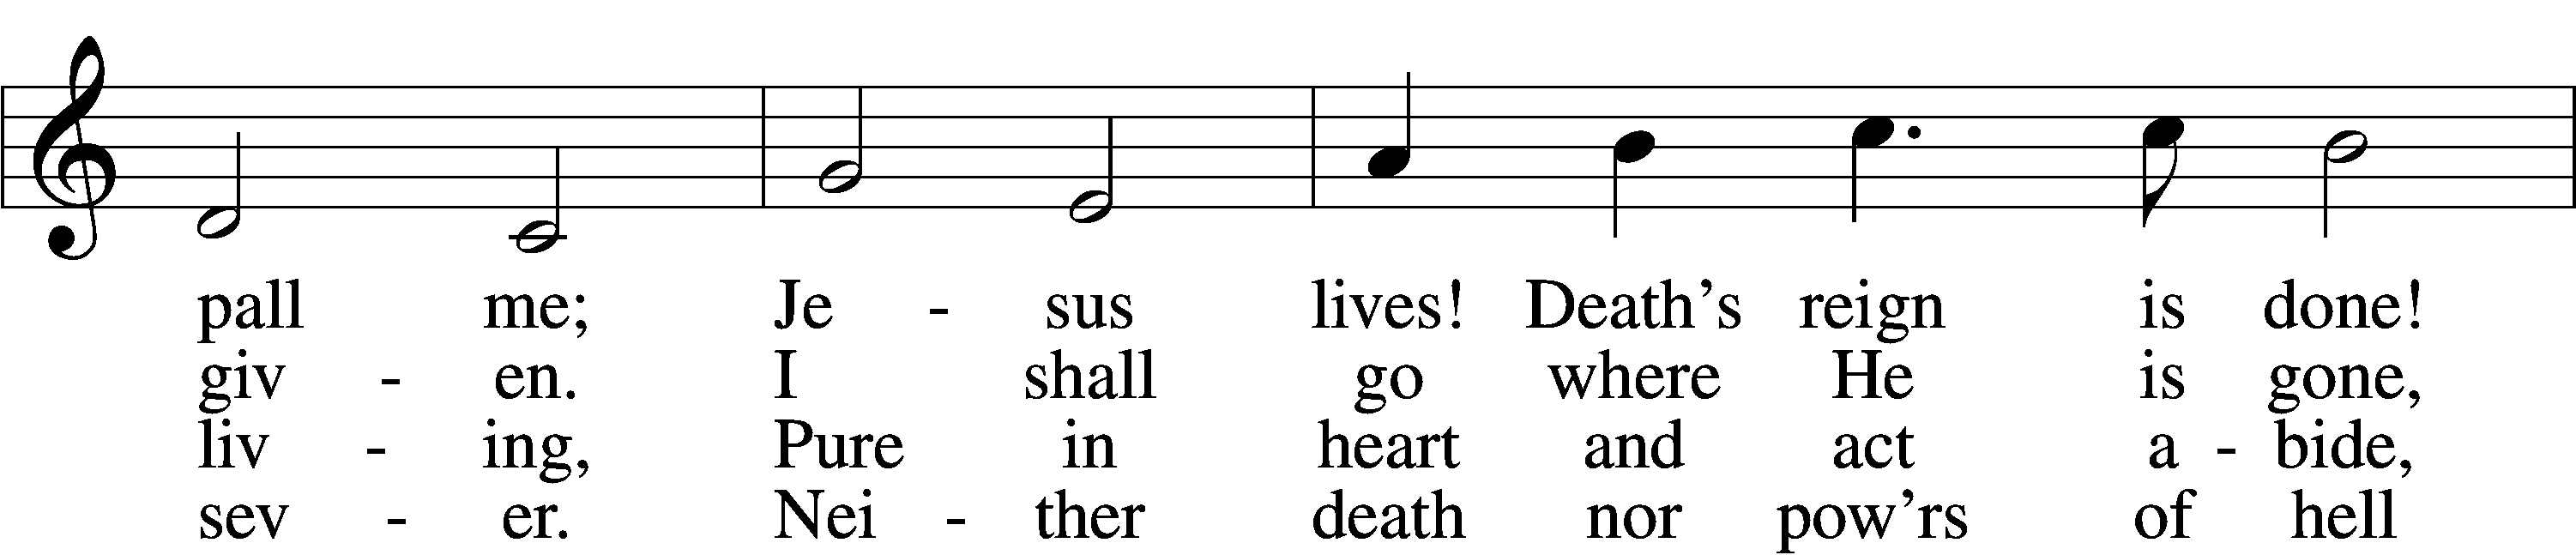 pall me; Je - sus lives! Death’s reign is done!
giv - en. I shall go where He is gone,
liv - ing, Pure in heart and act a - bide,
sev - er. Nei - ther death nor pow’rs of hell